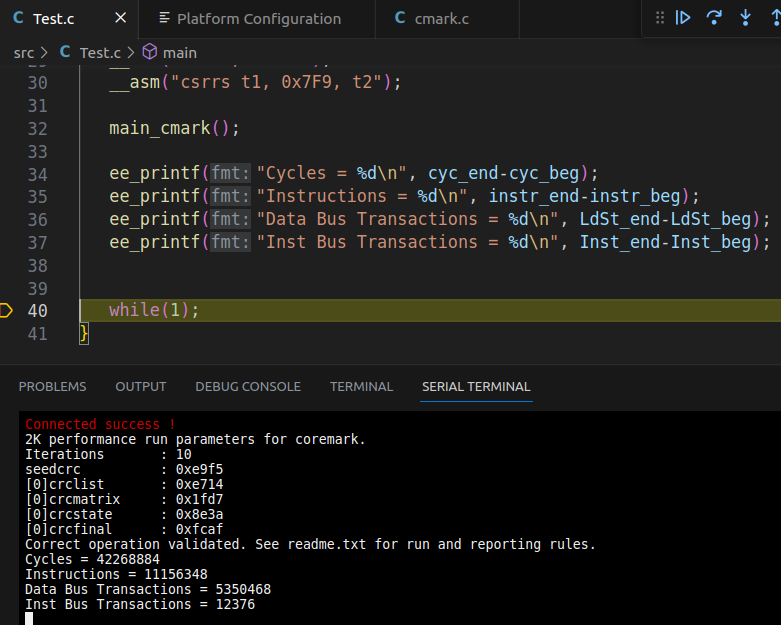 C Test.c
Platform Configuration
C cmark.c
src > C Test.c > main
30 __asm("csrrs t1, 0x7F9, t2");
31
32 main_cmark();
33
34 ee_printf(fmt:"Cycles = %d\n", cyc_end-cyc_beg);
35 ee_printf(fmt:"Instructions = %d\n", instr_end-instr_beg);
36 ee_printf(fmt:"Data Bus Transactions = %d\n", LdSt_end-LdSt_beg);
37 ee_printf(fmt:"Inst Bus Transactions = %d\n", Inst_end-Inst_beg);
38
39
40 while(1);
41 }
PROBLEMS OUTPUT DEBUG CONSOLE TERMINAL SERIAL TERMINAL
Connected success !
2K performance run parameters for coremark.
Iterations : 10
seedcrc : 0xe9f5
[0]crclist : 0xe714
[0]crcmatrix : 0x1fd7
[0]crcstate : 0x8e3a
[0]crcfinal : 0xfcaf
Correct operation validated. See readme.txt for run and reporting rules.
Cycles = 42268884
Instructions = 11156348
Data Bus Transactions = 5350468
Inst Bus Transactions = 12376